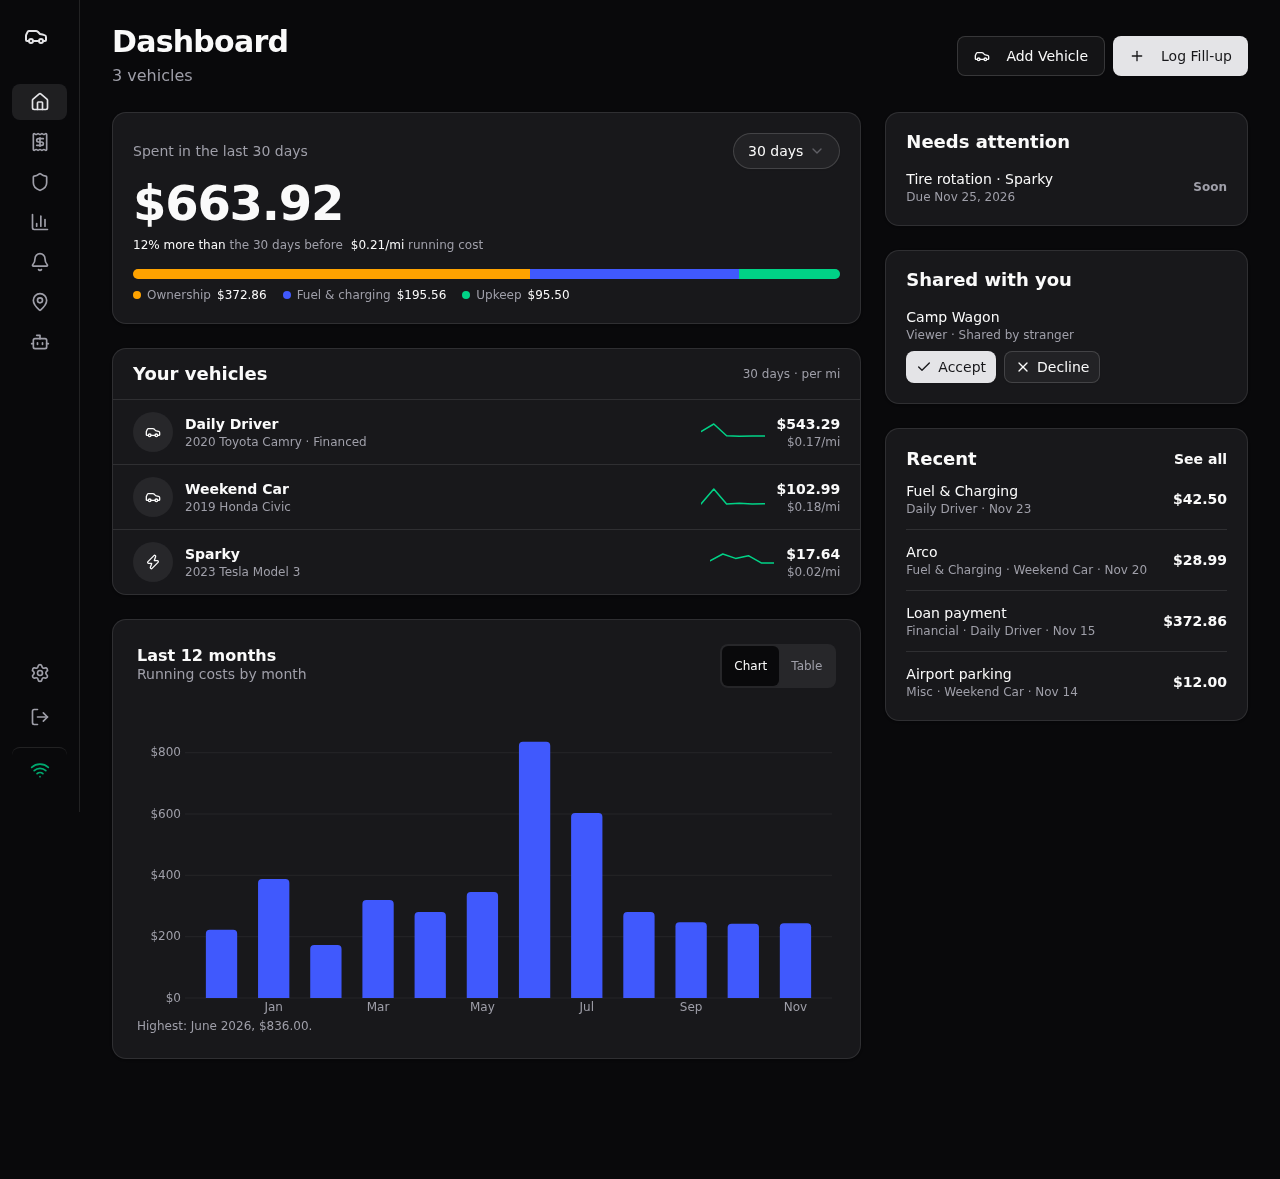 Dashboard
3 vehicles
Add Vehicle
Log Fill-up
Spent in the last 30 days
30 days
$663.92
12% more than the 30 days before $0.21/mi running cost
Ownership $372.86 Fuel & charging $195.56 Upkeep $95.50
Your vehicles
30 days · per mi
Daily Driver
2020 Toyota Camry · Financed
$543.29
$0.17/mi
Weekend Car
2019 Honda Civic
$102.99
$0.18/mi
Sparky
2023 Tesla Model 3
$17.64
$0.02/mi
Last 12 months
Running costs by month
Chart
Table
$800
$600
$400
$200
$0
Jan Mar May Jul Sep Nov
Highest: June 2026, $836.00.
Needs attention
Tire rotation · Sparky
Due Nov 25, 2026
Soon
Shared with you
Camp Wagon
Viewer · Shared by stranger
Accept
Decline
Recent
See all
Fuel & Charging
Daily Driver · Nov 23
$42.50
Arco
Fuel & Charging · Weekend Car · Nov 20
$28.99
Loan payment
Financial · Daily Driver · Nov 15
$372.86
Airport parking
Misc · Weekend Car · Nov 14
$12.00